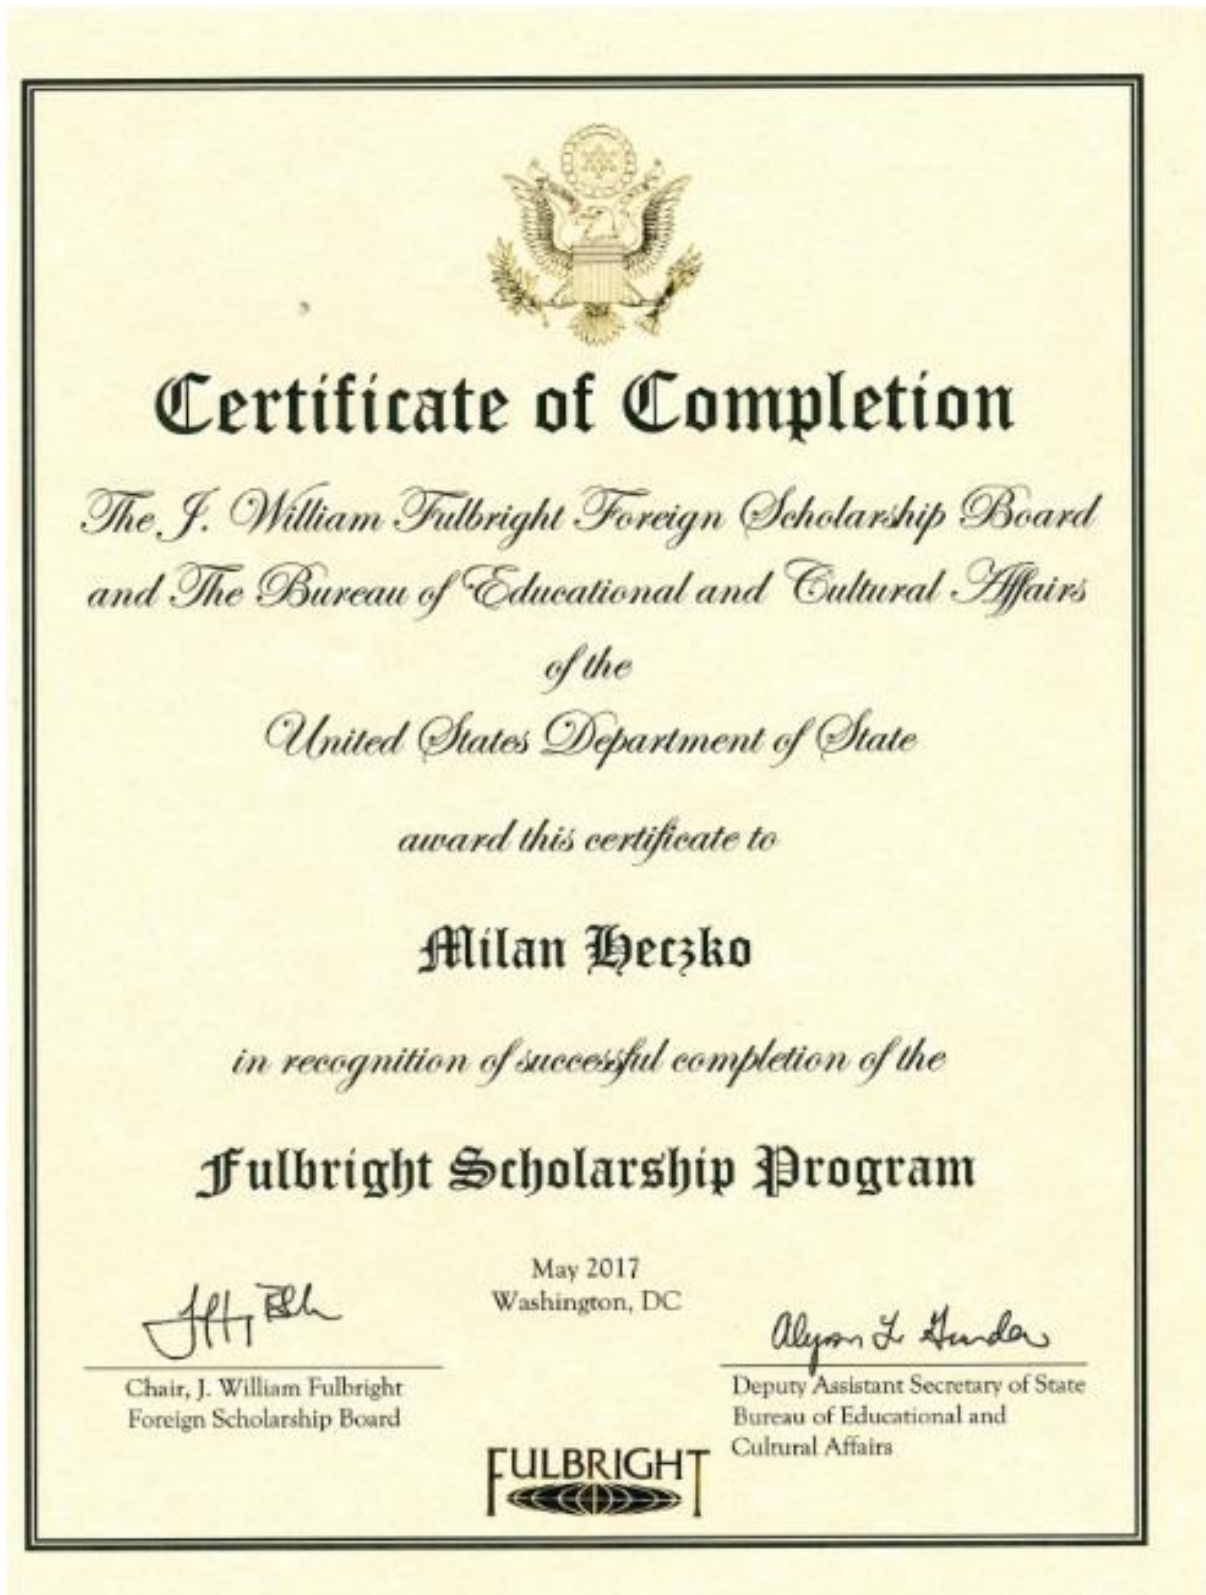 Certificate of Completion
The J. William Fulbright Foreign Scholarship Board
and The Bureau of Educational and Cultural Affairs
of the
United States Department of State
award this certificate to
Milan Heczko
in recognition of successful completion of the
Fulbright Scholarship Program
May 2017
Washington, DC
Chair, J. William Fulbright
Foreign Scholarship Board
Deputy Assistant Secretary of State
Bureau of Educational and
Cultural Affairs
FULBRIGHT